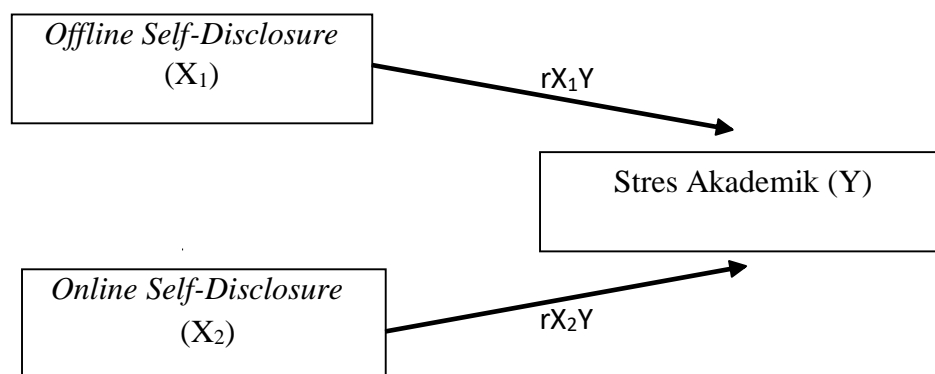 Offline Self-Disclosure
(X₁)
rX₁Y
Stres Akademik (Y)
Online Self-Disclosure
(X₂)
rX₂Y